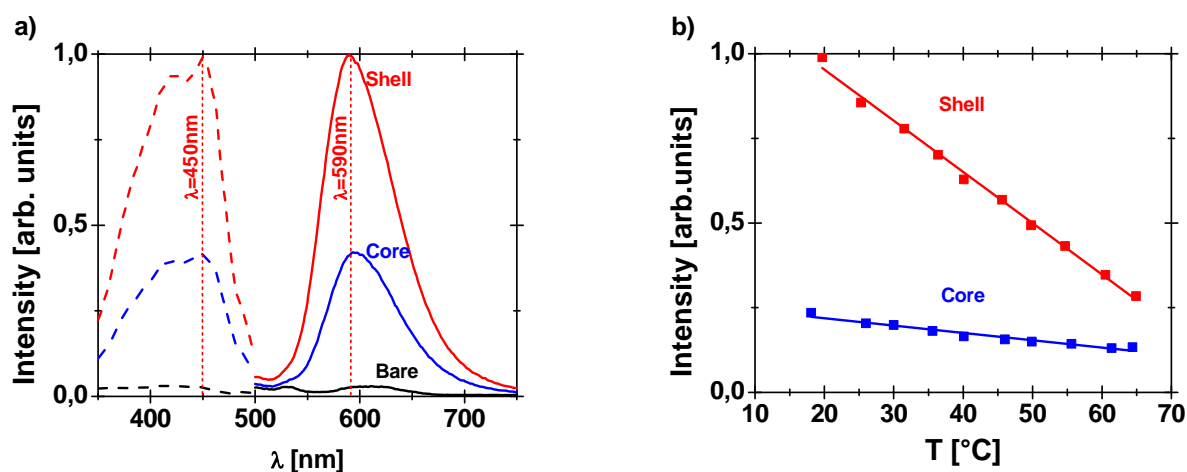 a)
1,0
0,5
0,0
Intensity [arb. units]
λ=450nm
λ=590nm
Shell
Core
Bare
400 500 600 700
λ [nm]
b)
1,0
0,5
0,0
Intensity [arb.units]
Shell
Core
10 20 30 40 50 60 70
T [°C]